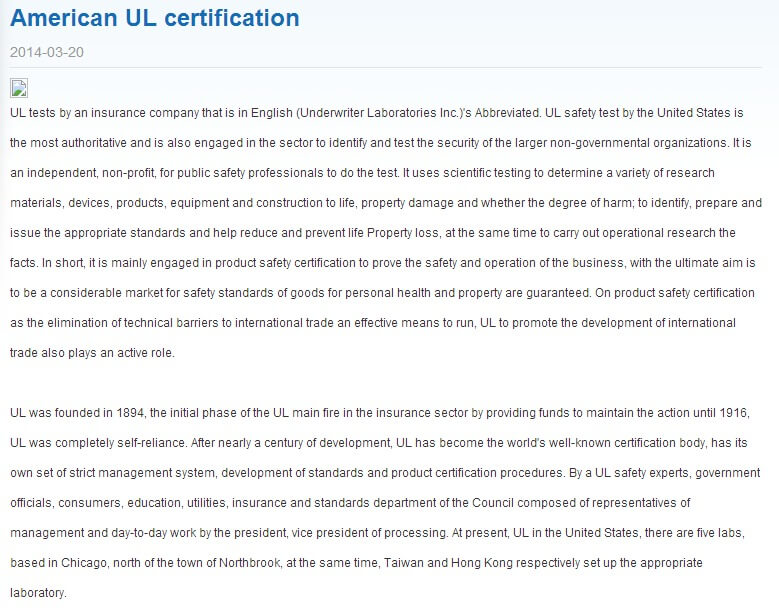 American UL certification
2014-03-20
UL tests by an insurance company that is in English (Underwriter Laboratories Inc.)'s Abbreviated. UL safety test by the United States is
the most authoritative and is also engaged in the sector to identify and test the security of the larger non-governmental organizations. It is
an independent, non-profit, for public safety professionals to do the test. It uses scientific testing to determine a variety of research
materials, devices, products, equipment and construction to life, property damage and whether the degree of harm; to identify, prepare and
issue the appropriate standards and help reduce and prevent life Property loss, at the same time to carry out operational research the
facts. In short, it is mainly engaged in product safety certification to prove the safety and operation of the business, with the ultimate aim is
to be a considerable market for safety standards of goods for personal health and property are guaranteed. On product safety certification
as the elimination of technical barriers to international trade an effective means to run, UL to promote the development of international
trade also plays an active role.
UL was founded in 1894, the initial phase of the UL main fire in the insurance sector by providing funds to maintain the action until 1916,
UL was completely self-reliance. After nearly a century of development, UL has become the world's well-known certification body, has its
own set of strict management system, development of standards and product certification procedures. By a UL safety experts, government
officials, consumers, education, utilities, insurance and standards department of the Council composed of representatives of
management and day-to-day work by the president, vice president of processing. At present, UL in the United States, there are five labs,
based in Chicago, north of the town of Northbrook, at the same time, Taiwan and Hong Kong respectively set up the appropriate
laboratory.